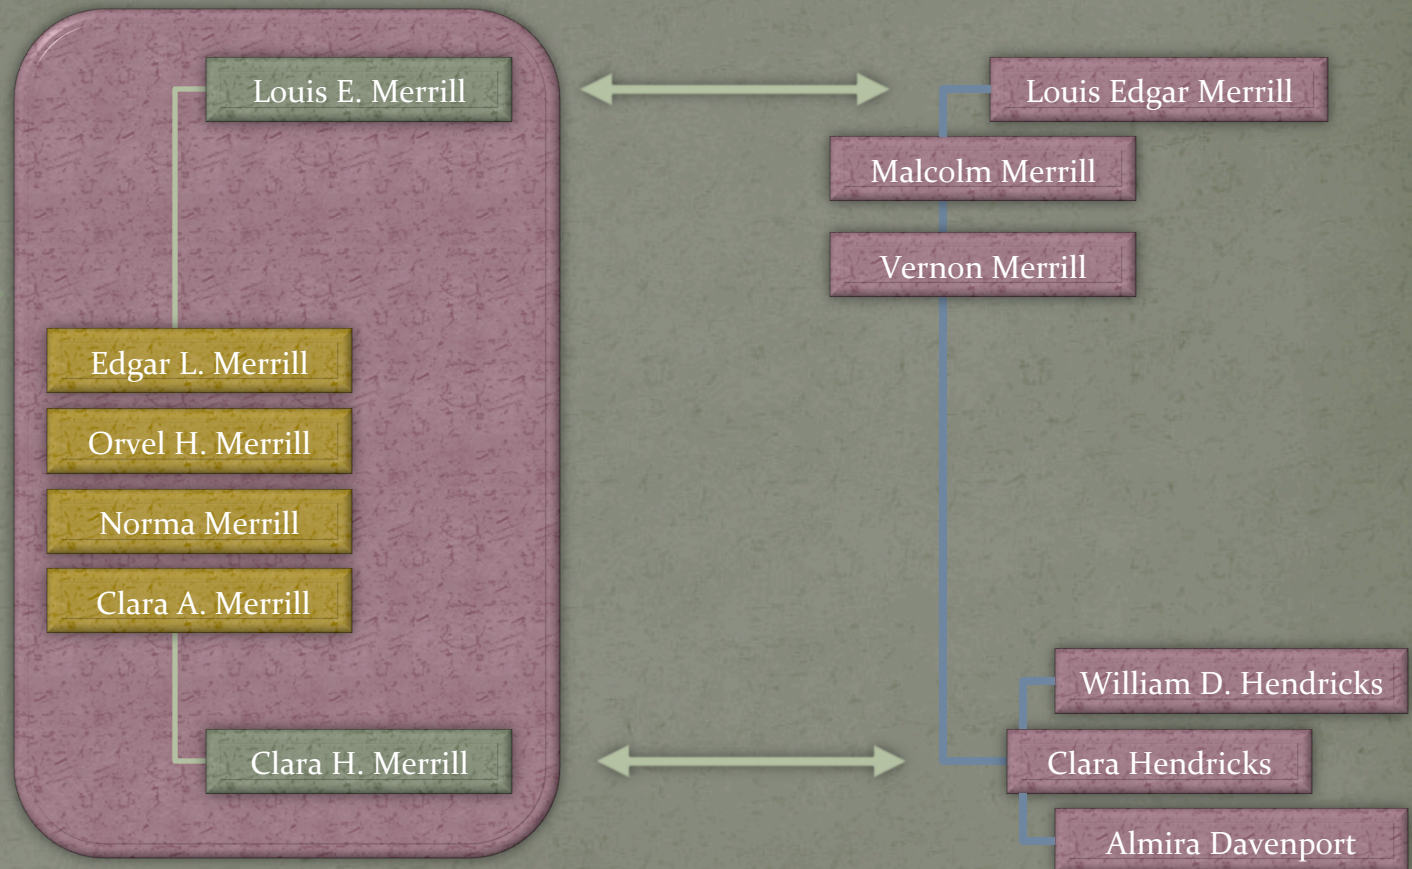 Louis E. Merrill
Edgar L. Merrill
Orvel H. Merrill
Norma Merrill
Clara A. Merrill
Clara H. Merrill
Louis Edgar Merrill
Malcolm Merrill
Vernon Merrill
William D. Hendricks
Clara Hendricks
Almira Davenport